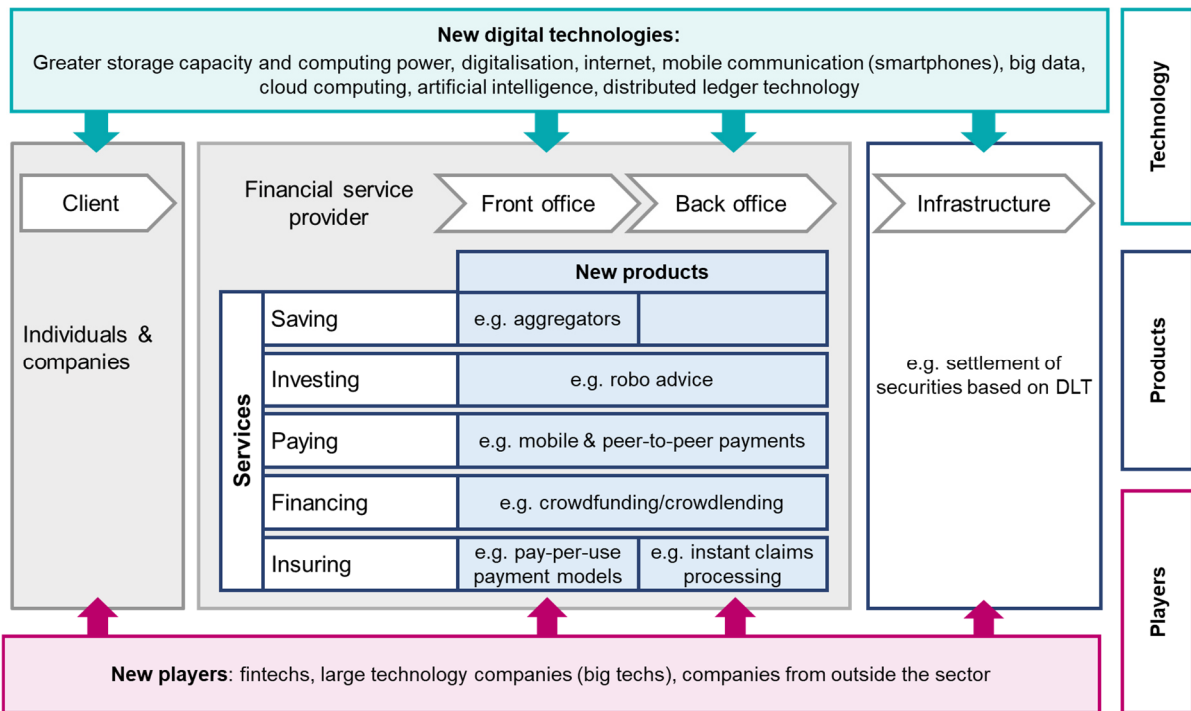 New digital technologies:
Greater storage capacity and computing power, digitalisation, internet, mobile communication (smartphones), big data,
cloud computing, artificial intelligence, distributed ledger technology
Technology
Client
Financial service
provider
Front office
Back office
Infrastructure
Individuals &
companies
New products
Services
Saving
e.g. aggregators
Investing
e.g. robo advice
Paying
e.g. mobile & peer-to-peer payments
Financing
e.g. crowdfunding/crowdlending
Insuring
e.g. pay-per-use
payment models
e.g. instant claims
processing
e.g. settlement of
securities based on DLT
Products
Players
New players: fintechs, large technology companies (big techs), companies from outside the sector